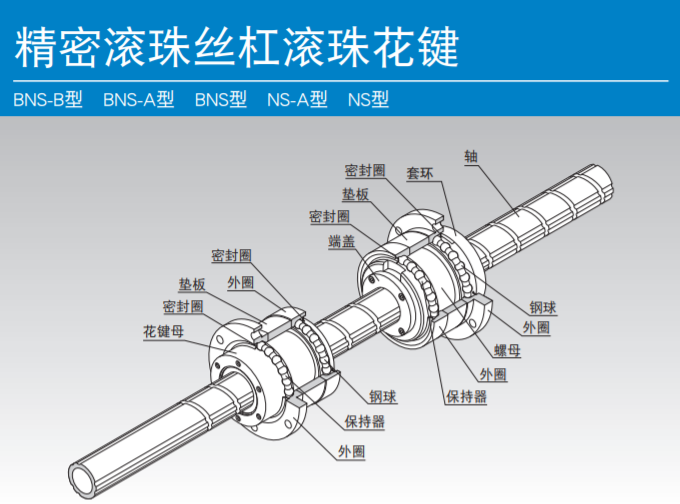 精密滚珠丝杠滚珠花键
BNS-B型 BNS-A型 BNS型 NS-A型 NS型
轴
密封圈
套环
垫板
密封圈
端盖
密封圈
垫板
外圈
密封圈
花键母
钢球
外圈
螺母
外圈
保持器
钢球
保持器
外圈